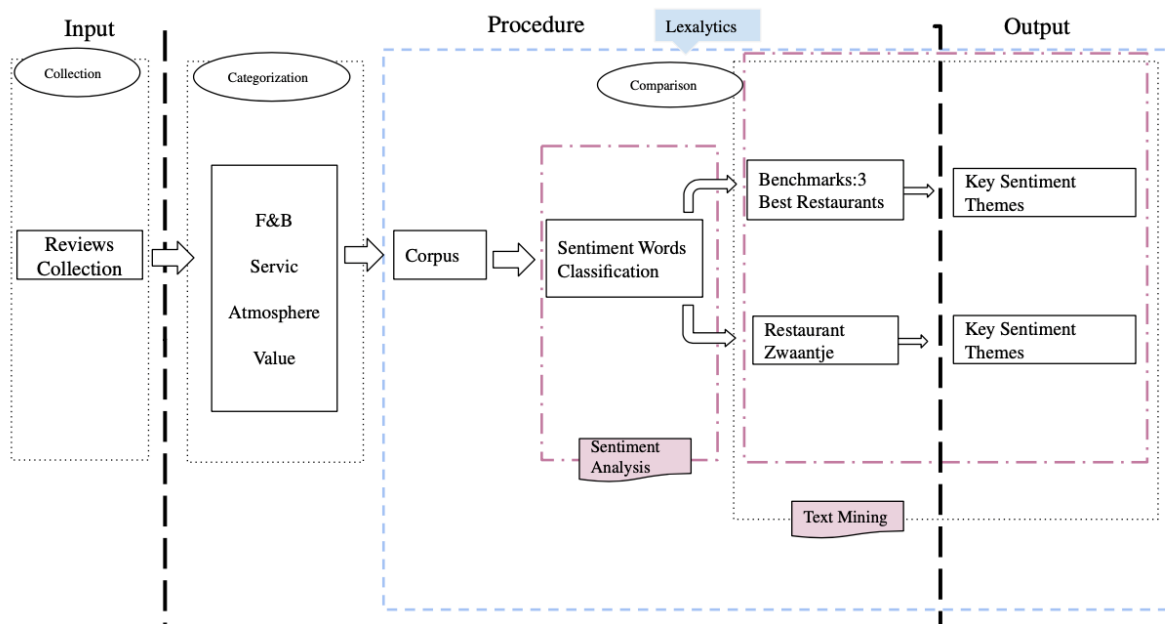 Input
Procedure
Lexalytics
Output
Collection
Categorization
Comparison
Reviews
Collection
F&B
Servic
Atmosphere
Value
Corpus
Sentiment Words
Classification
Benchmarks:3
Best Restaurants
Key Sentiment
Themes
Restaurant
Zwaantje
Key Sentiment
Themes
Sentiment
Analysis
Text Mining